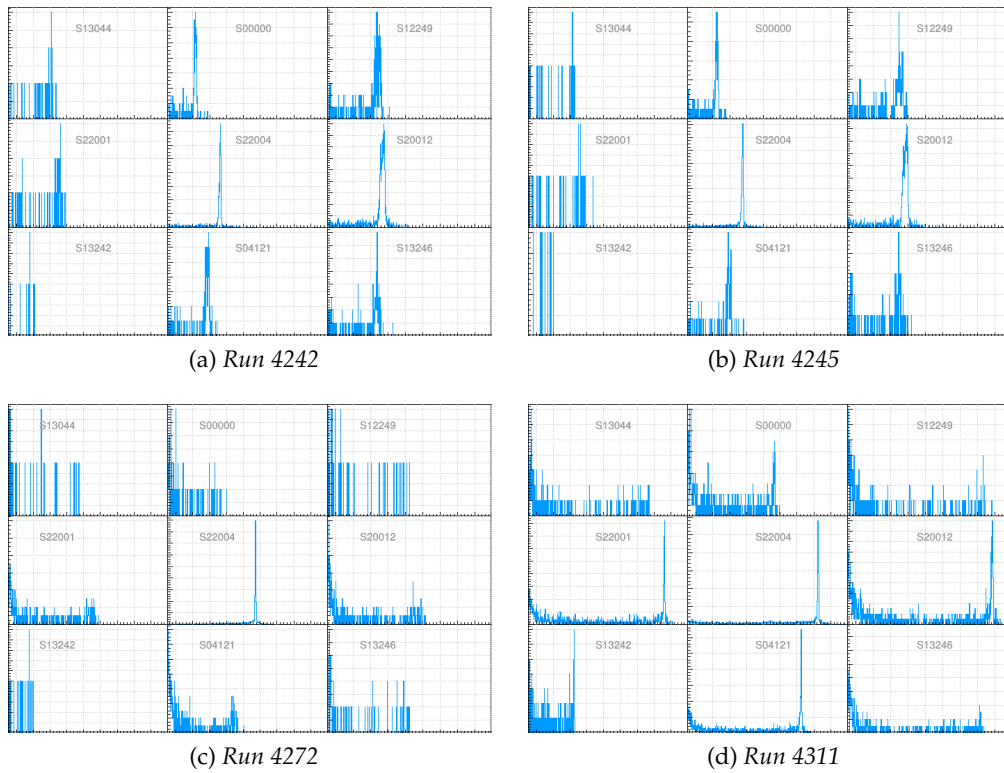 S13044 S00000 S12249
S22001 S22004 S20012
S13242 S04121 S13246
(a) Run 4242
S13044 S00000 S12249
S22001 S22004 S20012
S13242 S04121 S13246
(b) Run 4245
S13044 S00000 S12249
S22001 S22004 S20012
S13242 S04121 S13246
(c) Run 4272
S13044 S00000 S12249
S22001 S22004 S20012
S13242 S04121 S13246
(d) Run 4311